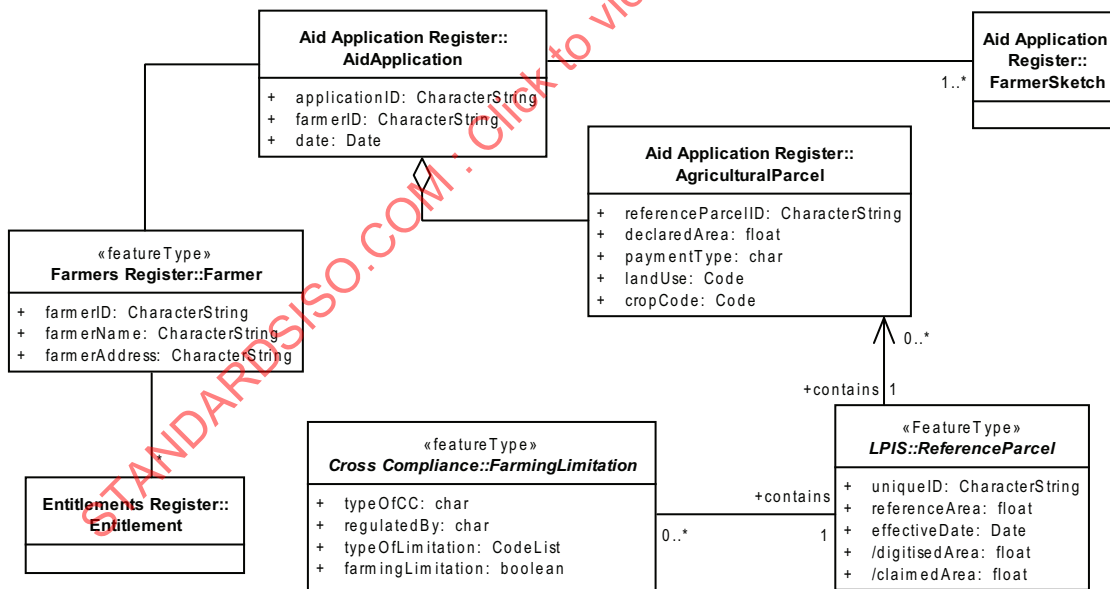 Aid Application Register::
AidApplication
+ applicationID: CharacterString
+ farmerID: CharacterString
+ date: Date
Aid Application
Register::
FarmerSketch
1..*
Aid Application Register::
AgriculturalParcel
+ referenceParcelID: CharacterString
+ declaredArea: float
+ paymentType: char
+ landUse: Code
+ cropCode: Code
«featureType»
Farmers Register::Farmer
+ farmerID: CharacterString
+ farmerName: CharacterString
+ farmerAddress: CharacterString
0..*
+contains 1
*
Entitlements Register::
Entitlement
«featureType»
Cross Compliance::FarmingLimitation
+ typeOfCC: char
+ regulatedBy: char
+ typeOfLimitation: CodeList
+ farmingLimitation: boolean
+contains
0..*
1
«FeatureType»
LPIS::ReferenceParcel
+ uniqueID: CharacterString
+ referenceArea: float
+ effectiveDate: Date
+ /digitisedArea: float
+ /claimedArea: float
STANDARDSISO.COM : Click to